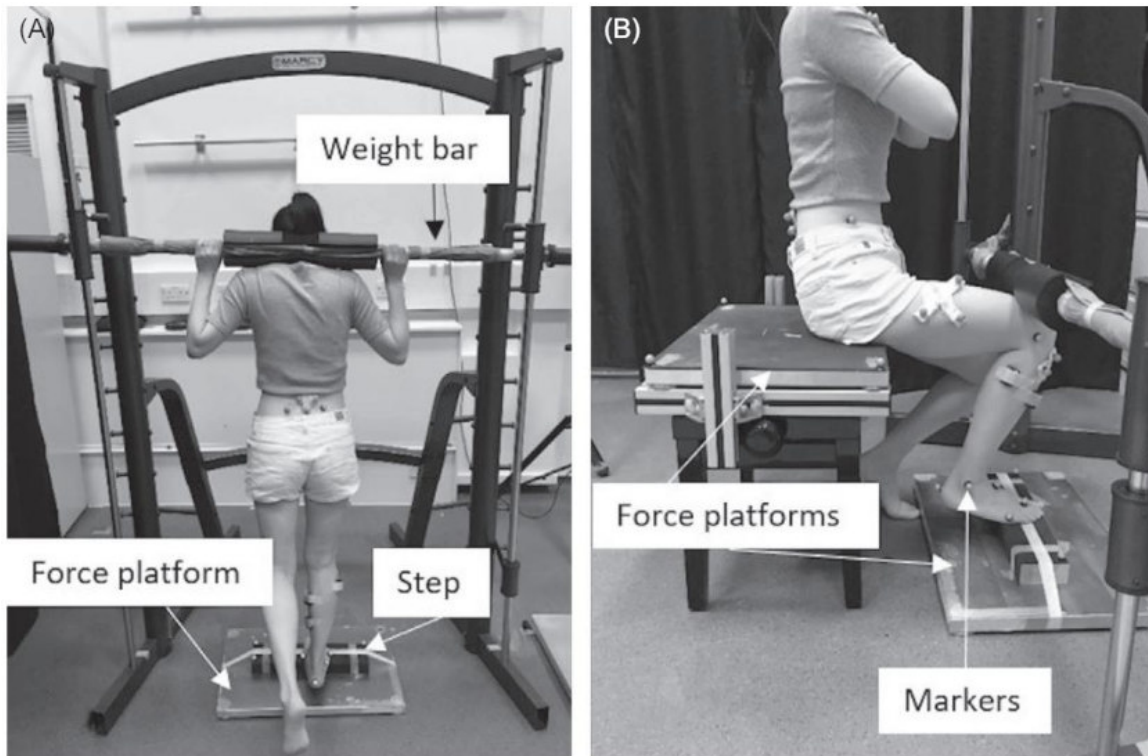 (A)
MARCY
Weight bar
Force platform
Step
(B)
Force platforms
Markers